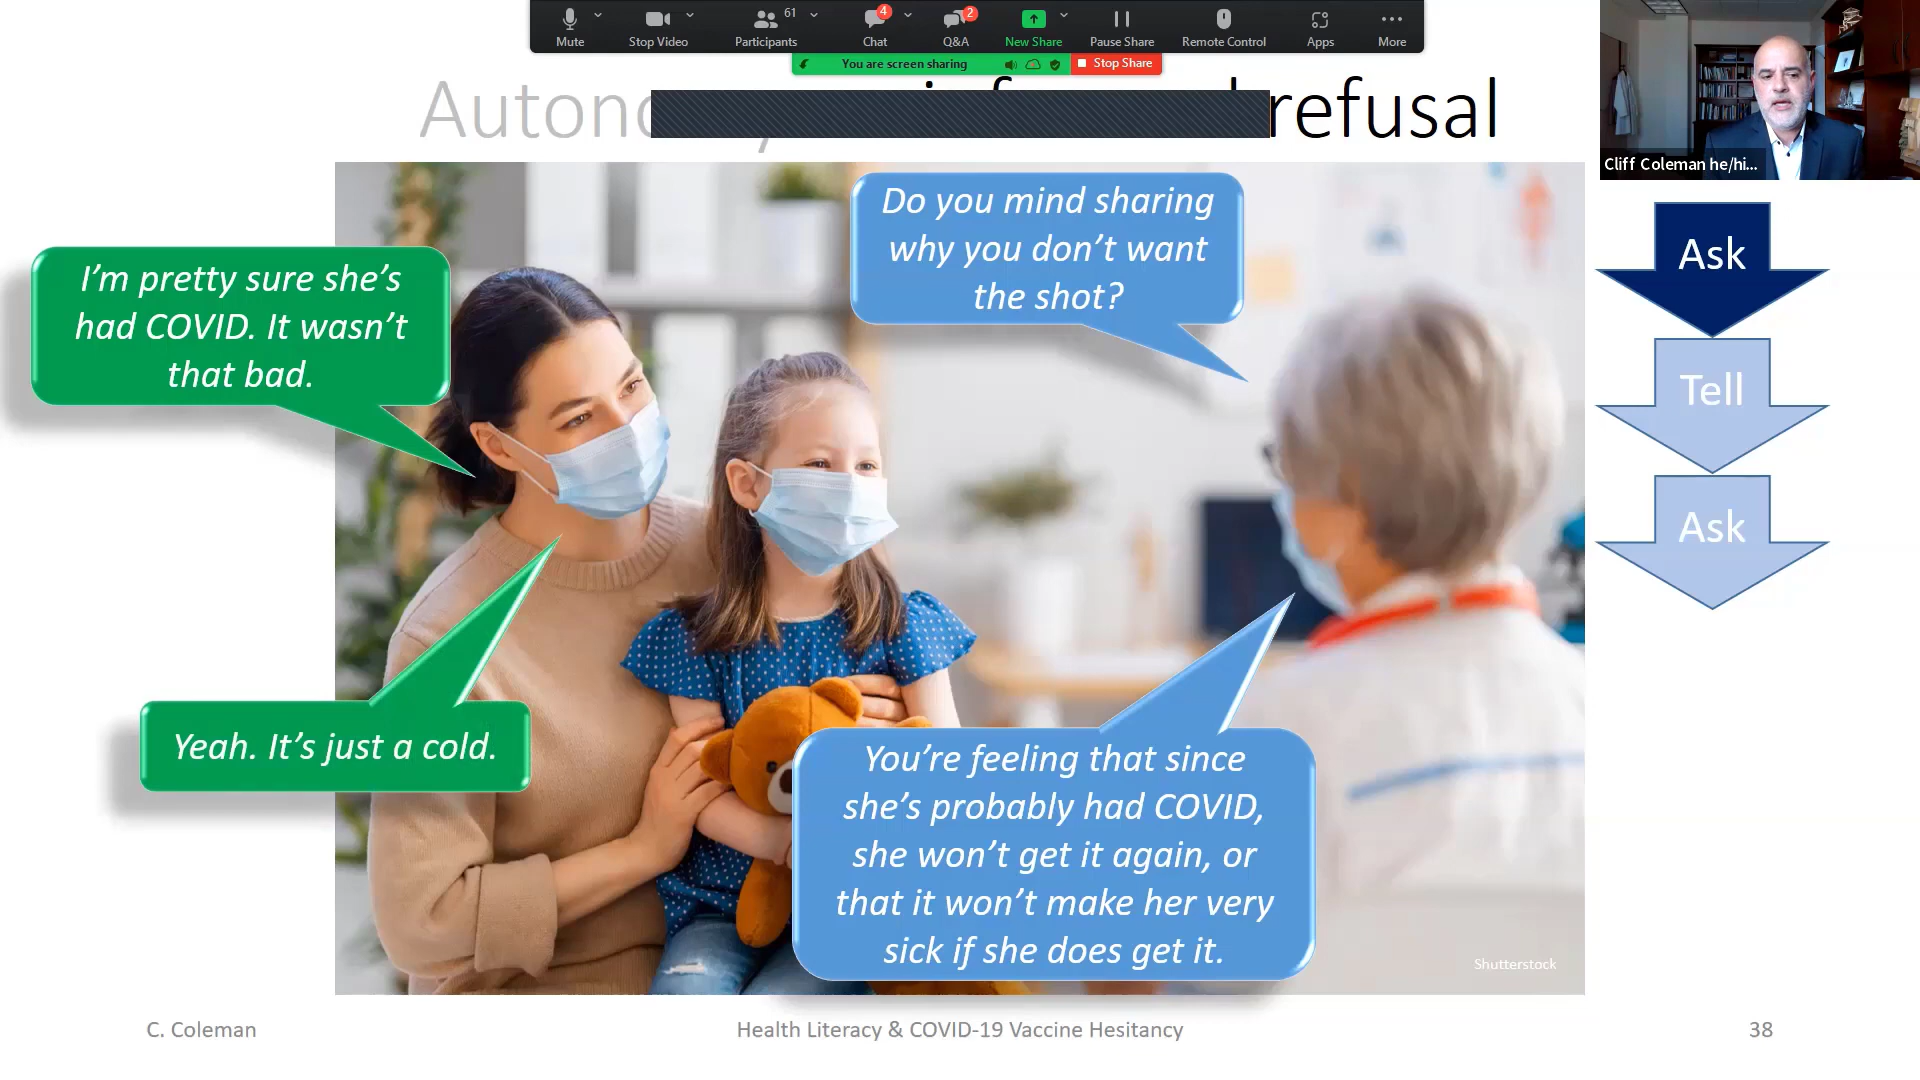 Mute
Stop Video
61
Participants
4
Chat
2
Q&A
New Share
Pause Share
Remote Control
Apps
More
You are screen sharing
Stop Share
refusal
Cliff Coleman he/hi...
Do you mind sharing
why you don’t want
the shot?
I’m pretty sure she’s
had COVID. It wasn’t
that bad.
Yeah. It’s just a cold.
You’re feeling that since
she’s probably had COVID,
she won’t get it again, or
that it won’t make her very
sick if she does get it.
Ask
Tell
Ask
Shutterstock
C. Coleman
Health Literacy & COVID-19 Vaccine Hesitancy
38